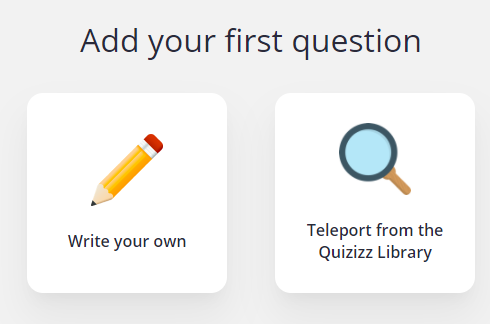 Add your first question
Write your own
Teleport from the
Quizizz Library